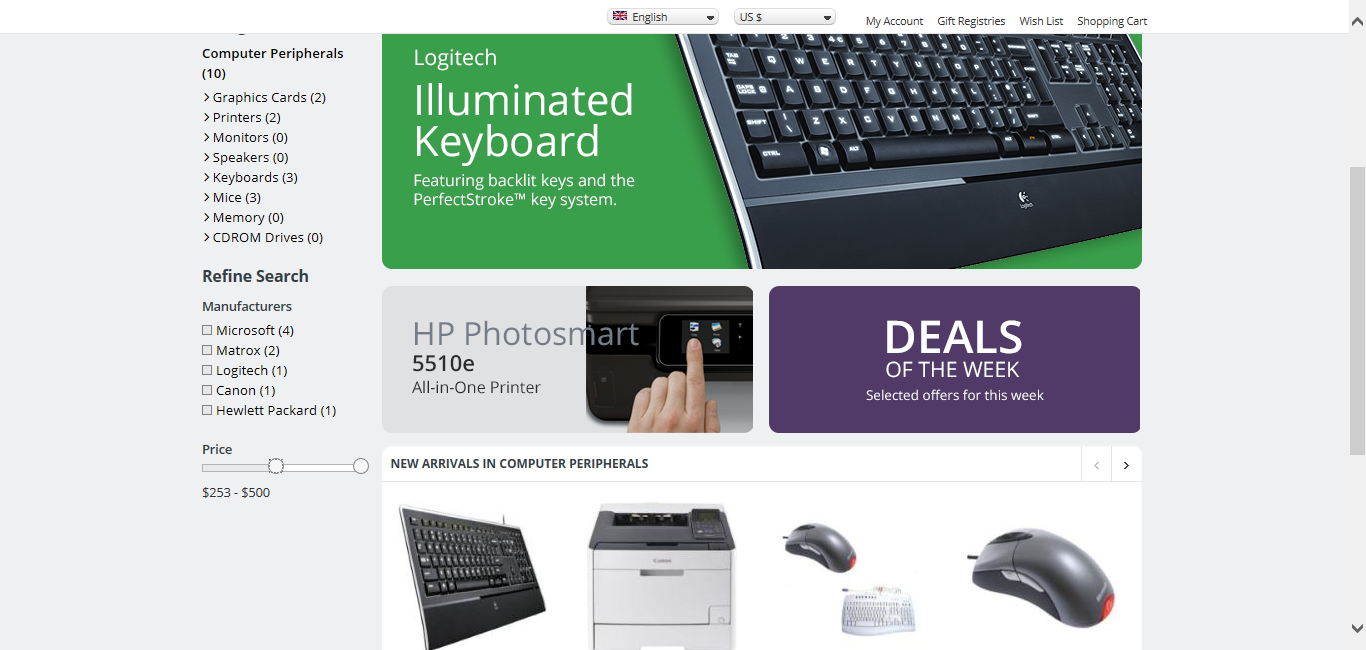 English
US $
My Account
Gift Registries
Wish List
Shopping Cart
Computer Peripherals
(10)
Graphics Cards (2)
Printers (2)
Monitors (0)
Speakers (0)
Keyboards (3)
Mice (3)
Memory (0)
CDROM Drives (0)
Refine Search
Manufacturers
Microsoft (4)
Matrox (2)
Logitech (1)
Canon (1)
Hewlett Packard (1)
Price
$253 - $500
Logitech
Illuminated
Keyboard
Featuring backlit keys and the
PerfectStroke™ key system.
HP Photosmart
5510e
All-in-One Printer
DEALS
OF THE WEEK
Selected offers for this week
NEW ARRIVALS IN COMPUTER PERIPHERALS